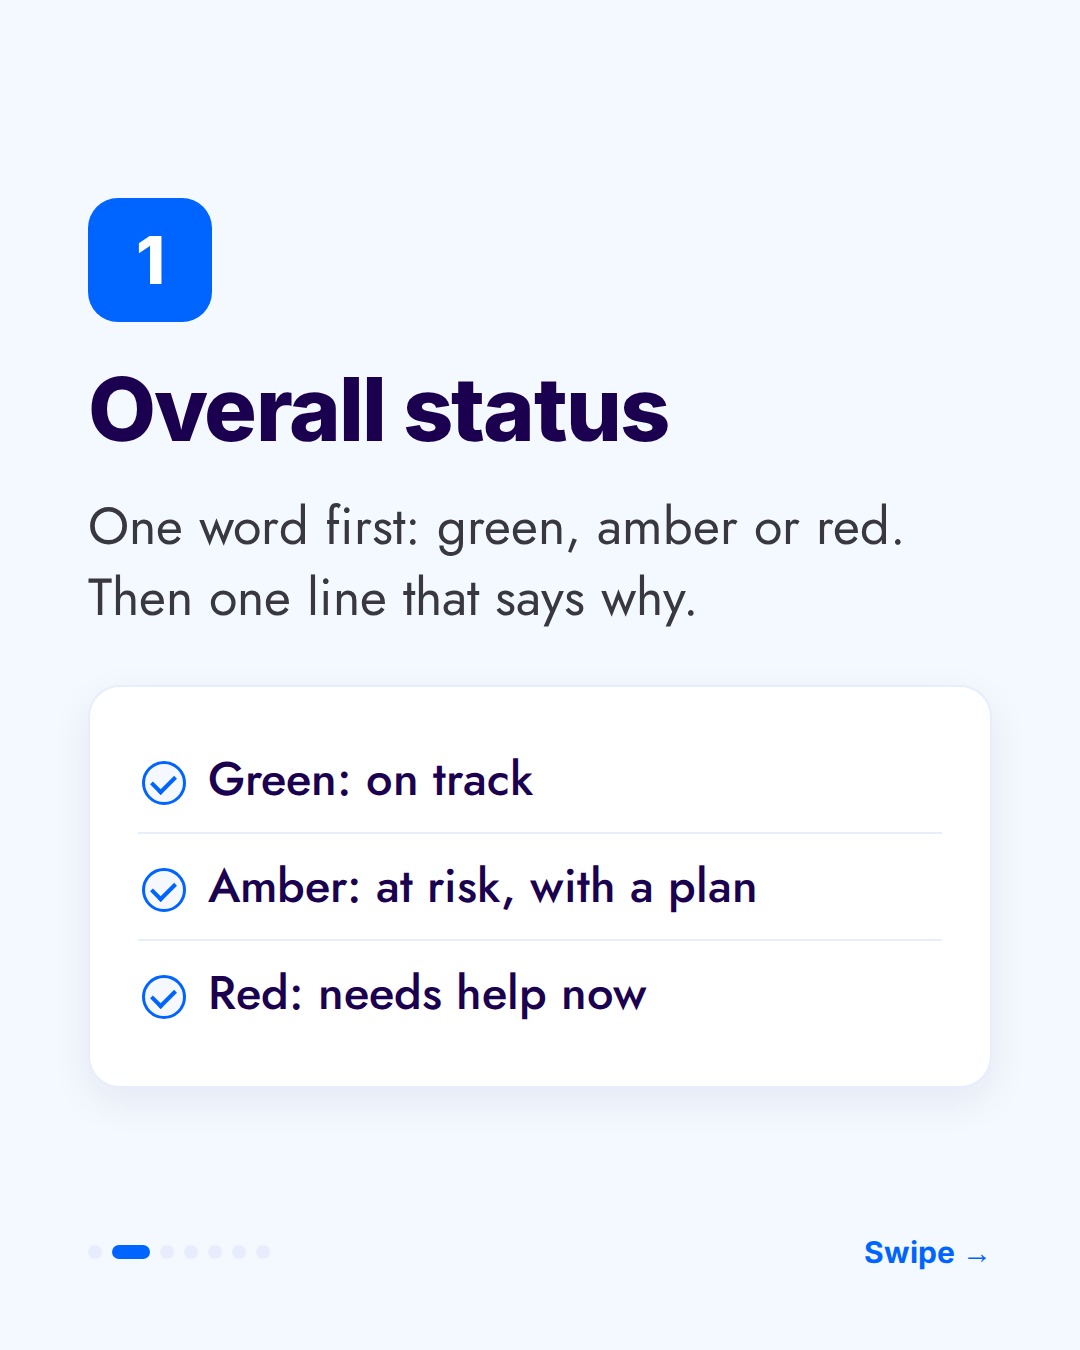 1
Overall status
One word first: green, amber or red.
Then one line that says why.
Green: on track
Amber: at risk, with a plan
Red: needs help now
Swipe →